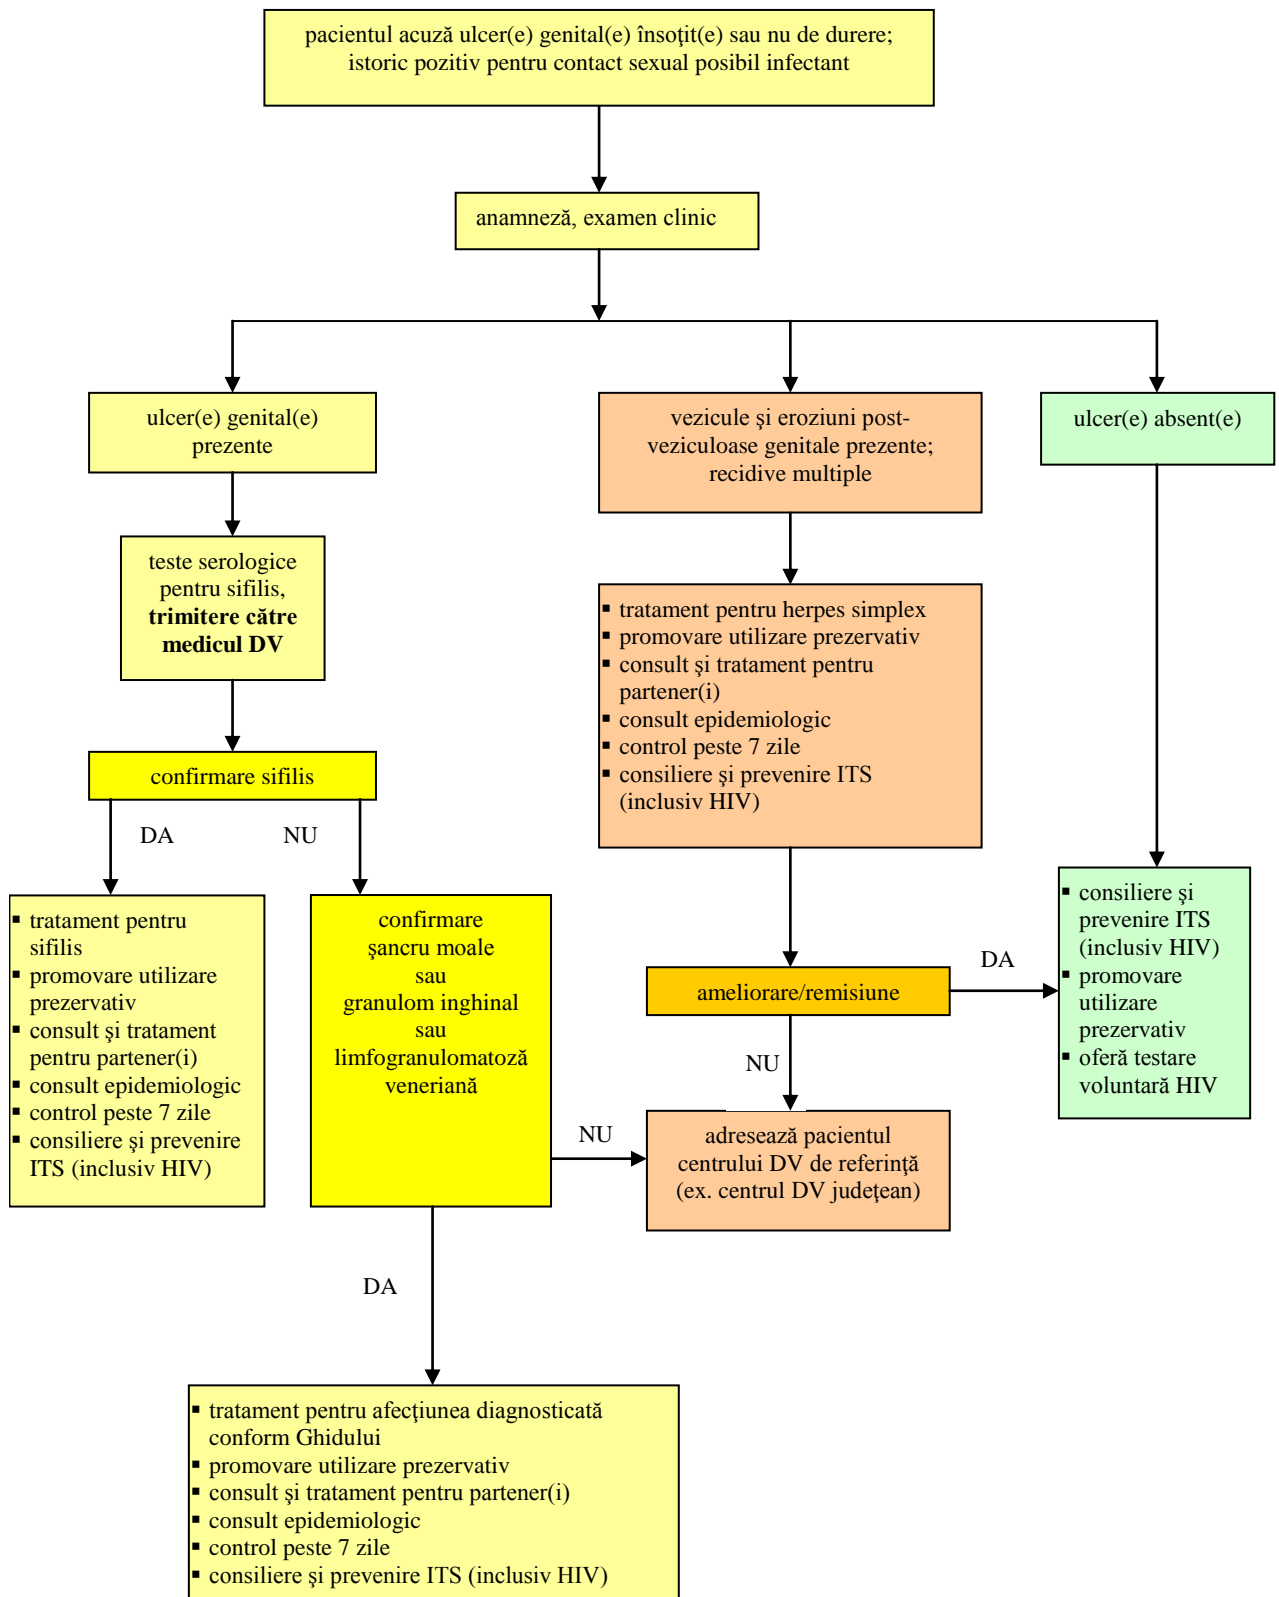 pacientul acuză ulcer(e) genital(e) însoţit(e) sau nu de durere;
istoric pozitiv pentru contact sexual posibil infectant
anamneză, examen clinic
ulcer(e) genital(e)
prezente
vezicule şi eroziuni post-
veziculoase genitale prezente;
recidive multiple
ulcer(e) absent(e)
teste serologice
pentru sifilis,
trimitere către
medicul DV
▪ tratament pentru herpes simplex
▪ promovare utilizare prezervativ
▪ consult şi tratament pentru
partener(i)
▪ consult epidemiologic
▪ control peste 7 zile
▪ consiliere şi prevenire ITS
(inclusiv HIV)
confirmare sifilis
DA
NU
▪ tratament pentru
sifilis
▪ promovare utilizare
prezervativ
▪ consult şi tratament
pentru partener(i)
▪ consult epidemiologic
▪ control peste 7 zile
▪ consiliere şi prevenire
ITS (inclusiv HIV)
confirmare
şancru moale
sau
granulom inghinal
sau
limfogranulomatoză
veneriană
ameliorare/remisiune
DA
▪ consiliere şi
prevenire ITS
(inclusiv HIV)
▪ promovare
utilizare
prezervativ
▪ oferă testare
voluntară HIV
NU
NU
adresează pacientul
centrului DV de referinţă
(ex. centrul DV judeţean)
DA
▪ tratament pentru afecţiunea diagnosticată
conform Ghidului
▪ promovare utilizare prezervativ
▪ consult şi tratament pentru partener(i)
▪ consult epidemiologic
▪ control peste 7 zile
▪ consiliere şi prevenire ITS (inclusiv HIV)